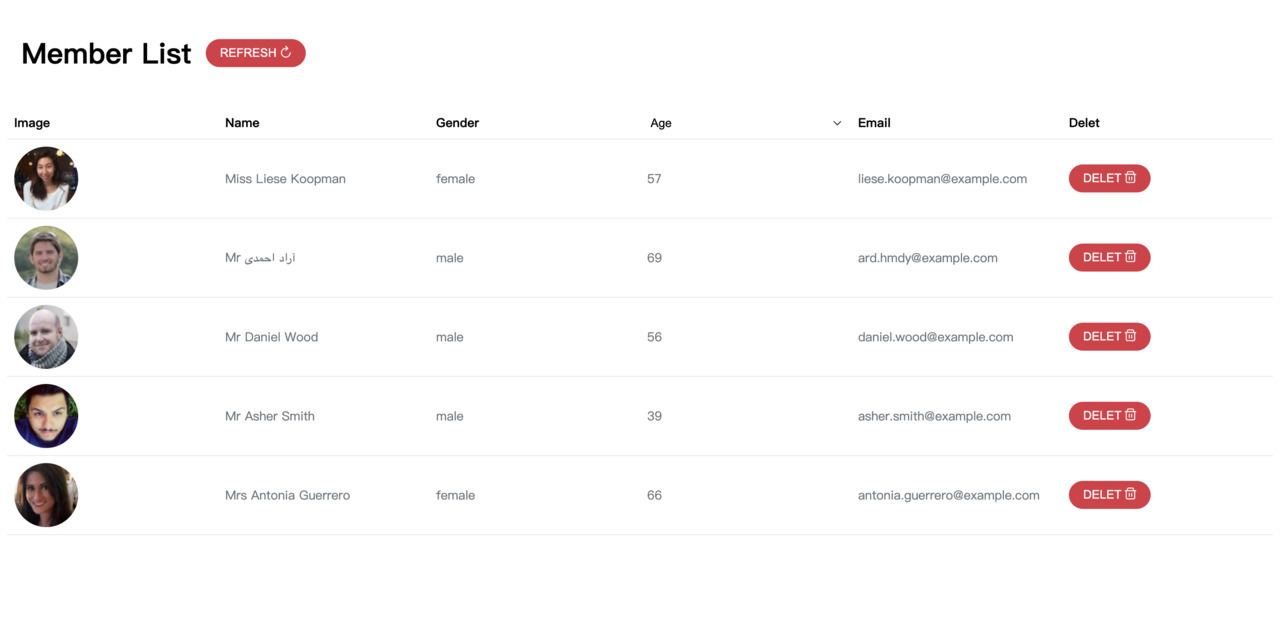 Member List REFRESH
Image Name Gender Age Email Delet
Miss Liese Koopman female 57 liese.koopman@example.com DELET
Mr آراد احمدی male 69 ard.hmdy@example.com DELET
Mr Daniel Wood male 56 daniel.wood@example.com DELET
Mr Asher Smith male 39 asher.smith@example.com DELET
Mrs Antonia Guerrero female 66 antonia.guerrero@example.com DELET